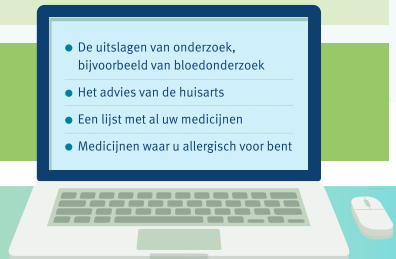 De uitslagen van onderzoek,
bijvoorbeeld van bloedonderzoek
Het advies van de huisarts
Een lijst met al uw medicijnen
Medicijnen waar u allergisch voor bent